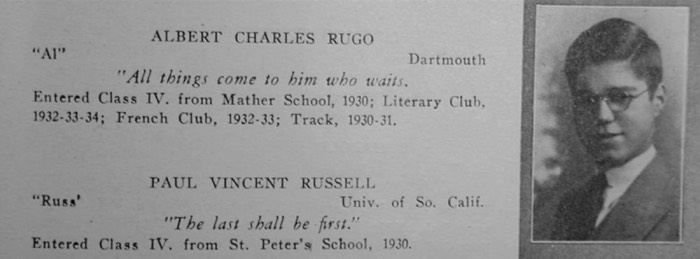 ALBERT CHARLES RUGO
"Al" Dartmouth
"All things come to him who waits.
Entered Class IV. from Mather School, 1930; Literary Club,
1932-33-34; French Club, 1932-33; Track, 1930-31.
PAUL VINCENT RUSSELL
"Russ' Univ. of So. Calif.
"The last shall be first."
Entered Class IV. from St. Peter's School, 1930.